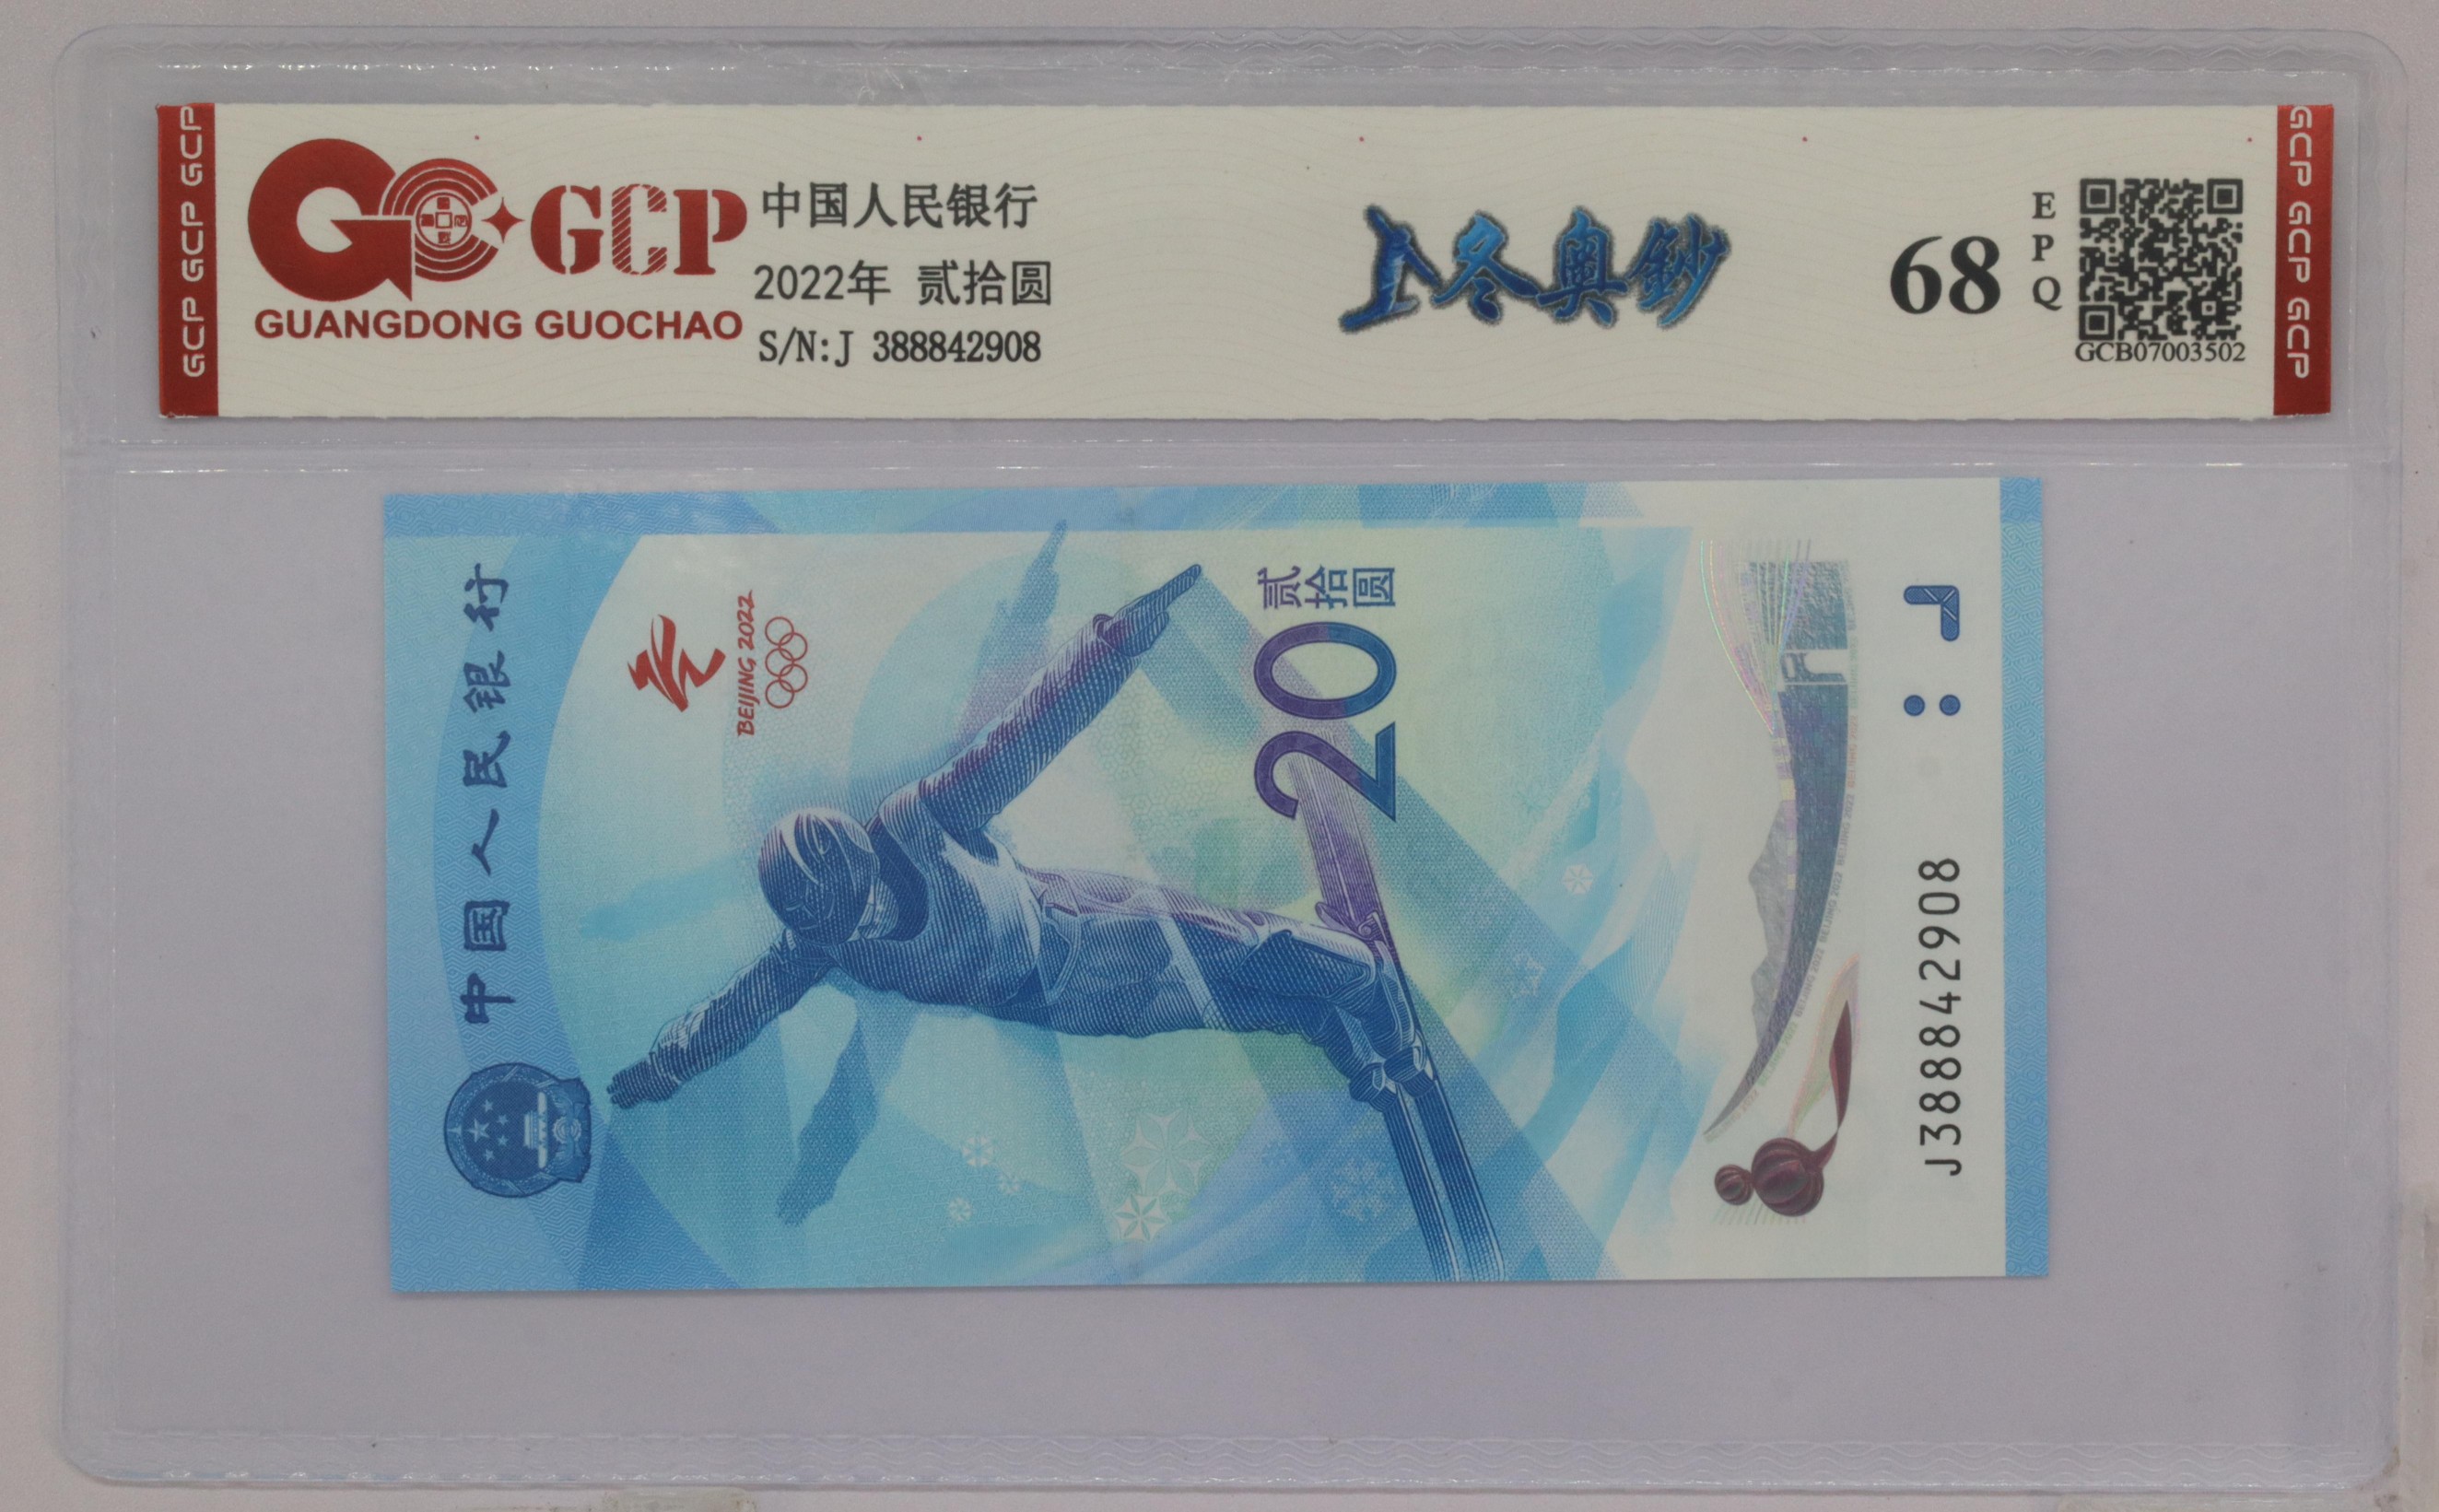 GCP GCP GCP
GCP
GUANGDONG GUOCHAO
中国人民银行
2022年 贰拾圆
S/N:J 388842908
冬奥鈔
68
EPQ
GCB07003502
GCP GCP GCP
中国人民银行
BEIJING 2022
贰拾圆
20
J388842908